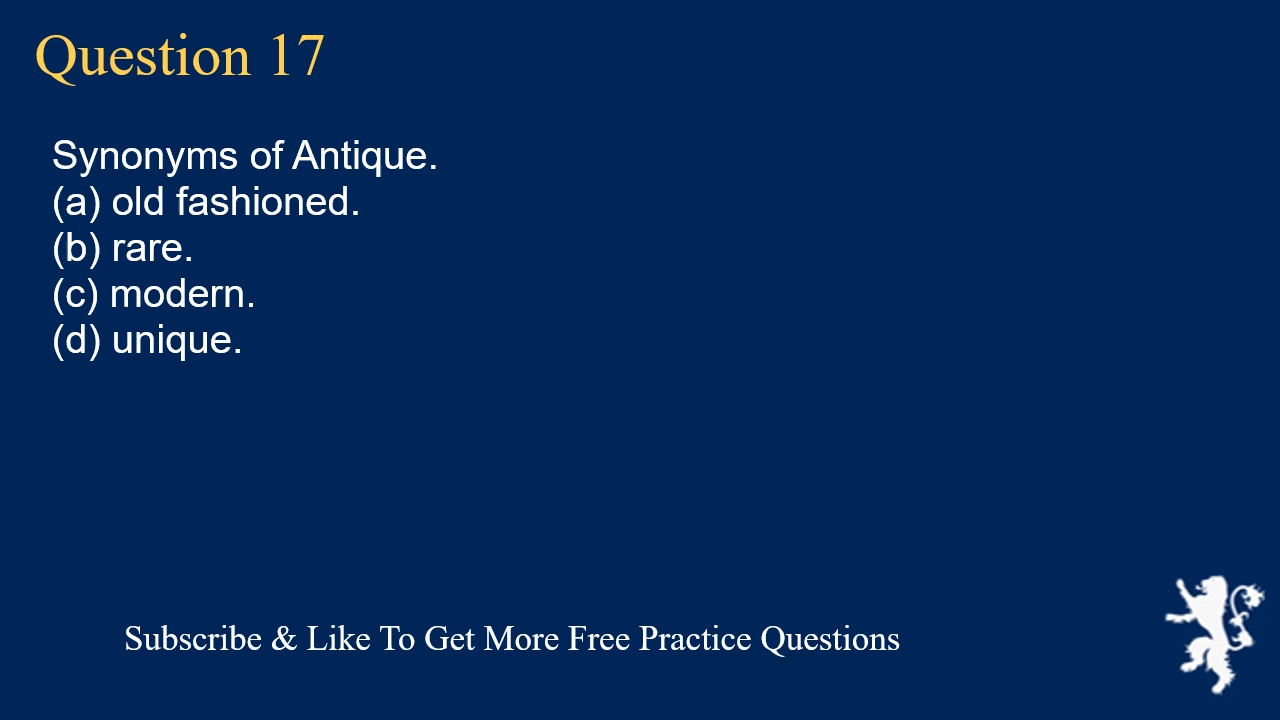 Question 17
Synonyms of Antique.
(a) old fashioned.
(b) rare.
(c) modern.
(d) unique.
Subscribe & Like To Get More Free Practice Questions